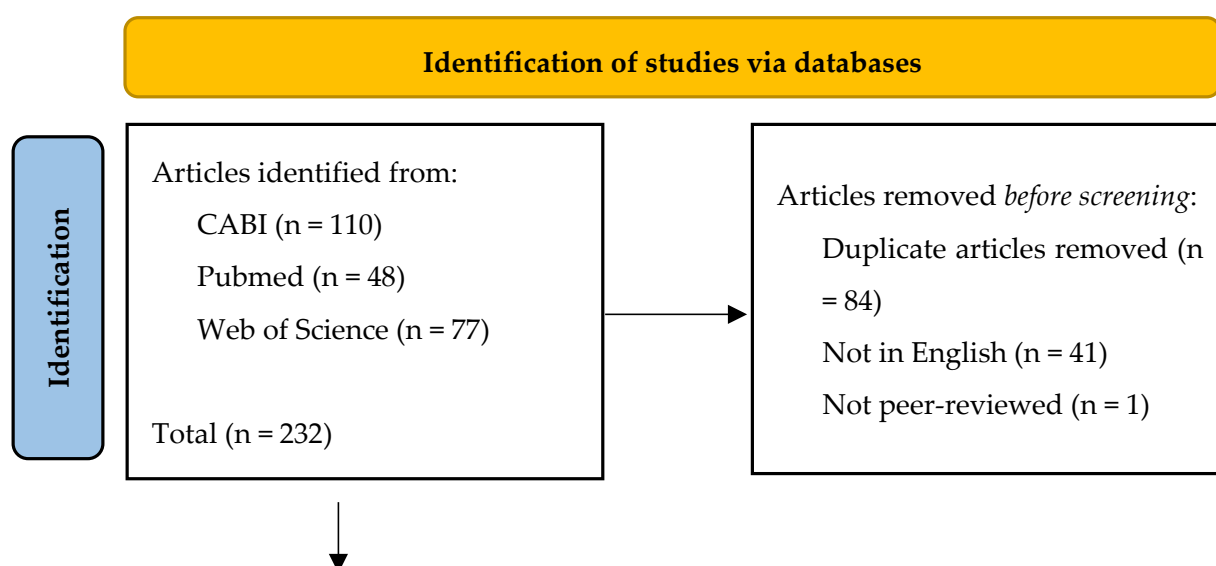 Identification of studies via databases
Identification
Articles identified from:
CABI (n = 110)
Pubmed (n = 48)
Web of Science (n = 77)
Total (n = 232)
Articles removed before screening:
Duplicate articles removed (n
= 84)
Not in English (n = 41)
Not peer-reviewed (n = 1)